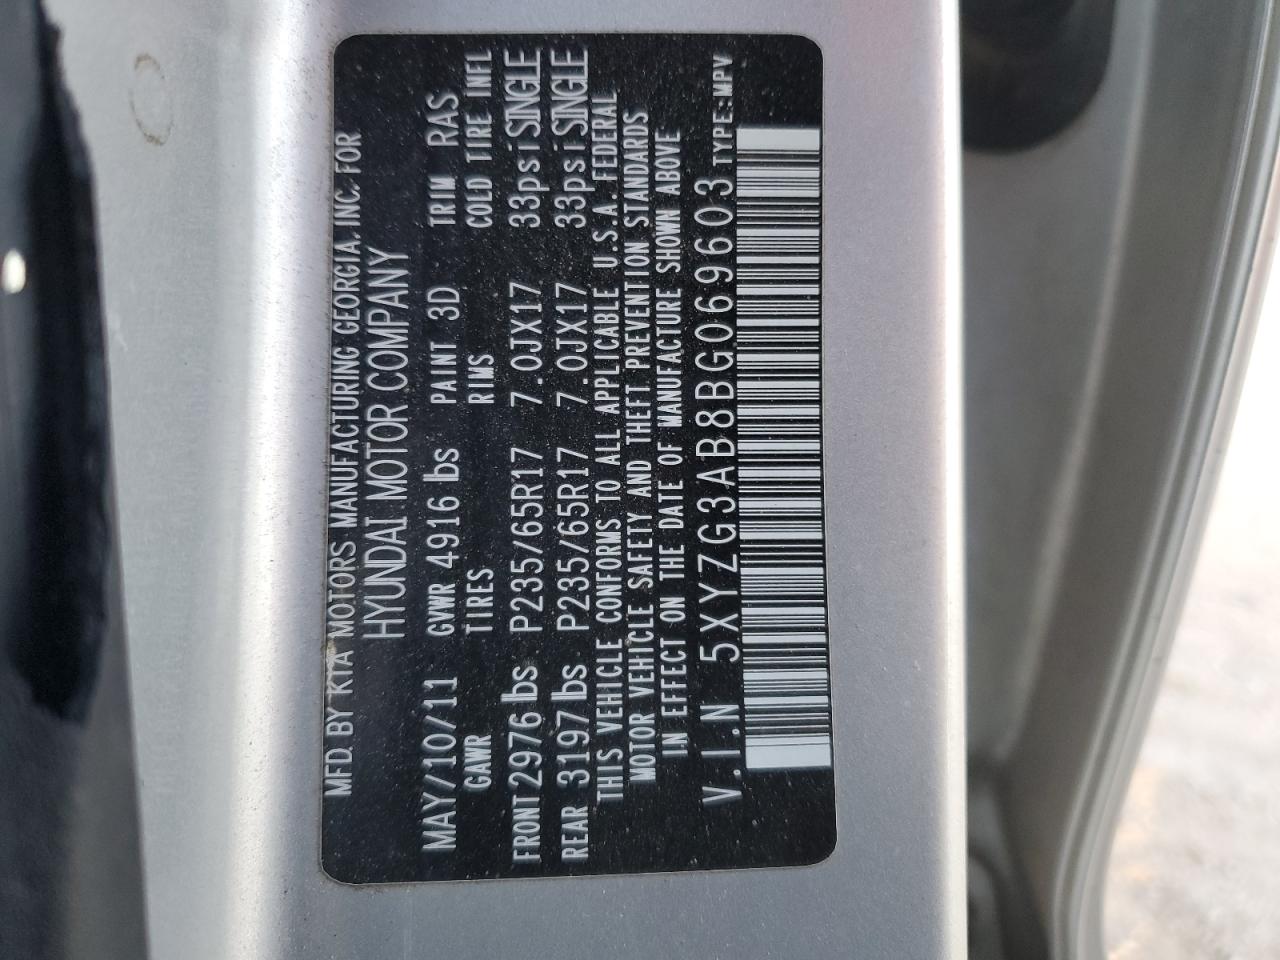 MFD. BY KIA MOTORS MANUFACTURING GEORGIA, INC. FOR
HYUNDAI MOTOR COMPANY
MAY/10/11 GVWR 4916 lbs PAINT 3D TRIM RAS
GAWR TIRES RIMS COLD TIRE INFL
FRONT 2976 lbs P235/65R17 7.0JX17 33psi SINGLE
REAR 3197 lbs P235/65R17 7.0JX17 33psi SINGLE
THIS VEHICLE CONFORMS TO ALL APPLICABLE U.S.A. FEDERAL
MOTOR VEHICLE SAFETY AND THEFT PREVENTION STANDARDS
IN EFFECT ON THE DATE OF MANUFACTURE SHOWN ABOVE
V.I.N 5XYZG3AB8BG069603 TYPE:MPV